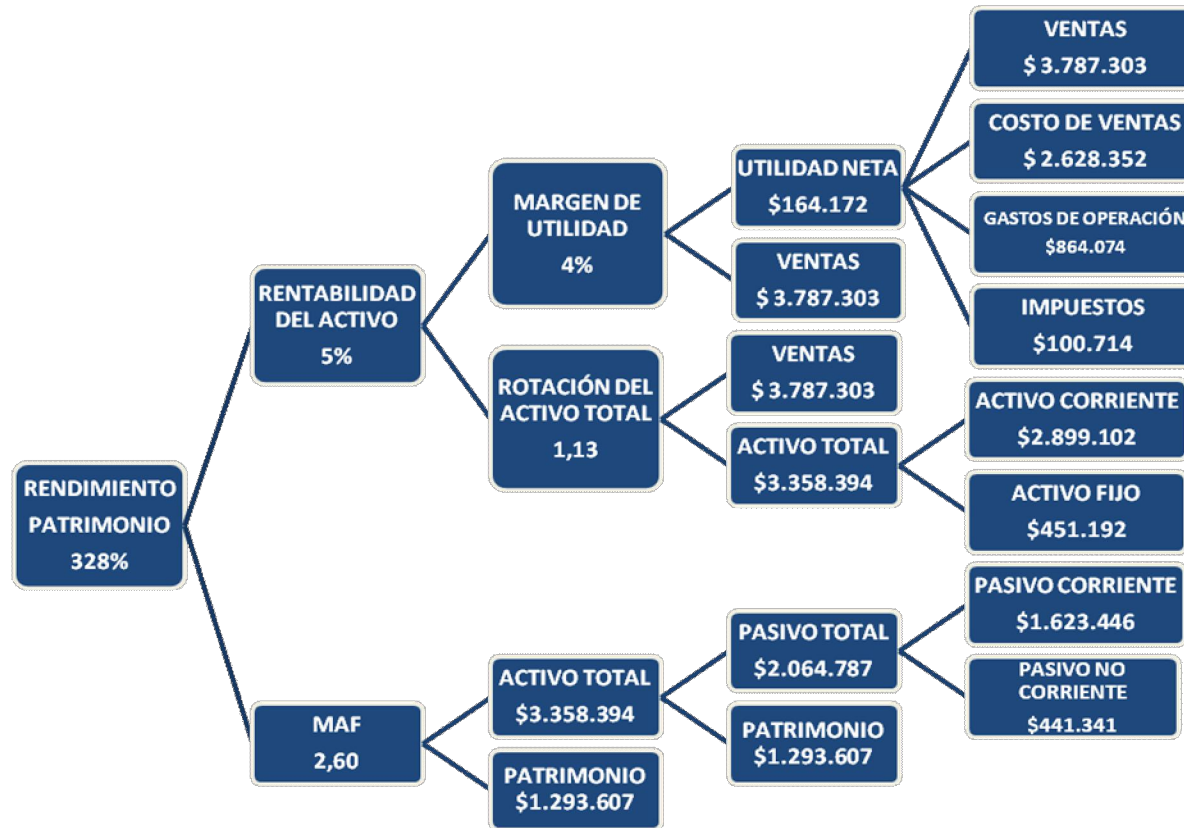 VENTAS
$ 3.787.303
COSTO DE VENTAS
$ 2.628.352
GASTOS DE OPERACIÓN
$864.074
IMPUESTOS
$100.714
UTILIDAD NETA
$164.172
VENTAS
$ 3.787.303
MARGEN DE
UTILIDAD
4%
RENTABILIDAD
DEL ACTIVO
5%
ROTACIÓN DEL
ACTIVO TOTAL
1,13
VENTAS
$ 3.787.303
ACTIVO TOTAL
$3.358.394
ACTIVO CORRIENTE
$2.899.102
ACTIVO FIJO
$451.192
RENDIMIENTO
PATRIMONIO
328%
MAF
2,60
ACTIVO TOTAL
$3.358.394
PATRIMONIO
$1.293.607
PASIVO TOTAL
$2.064.787
PATRIMONIO
$1.293.607
PASIVO CORRIENTE
$1.623.446
PASIVO NO
CORRIENTE
$441.341